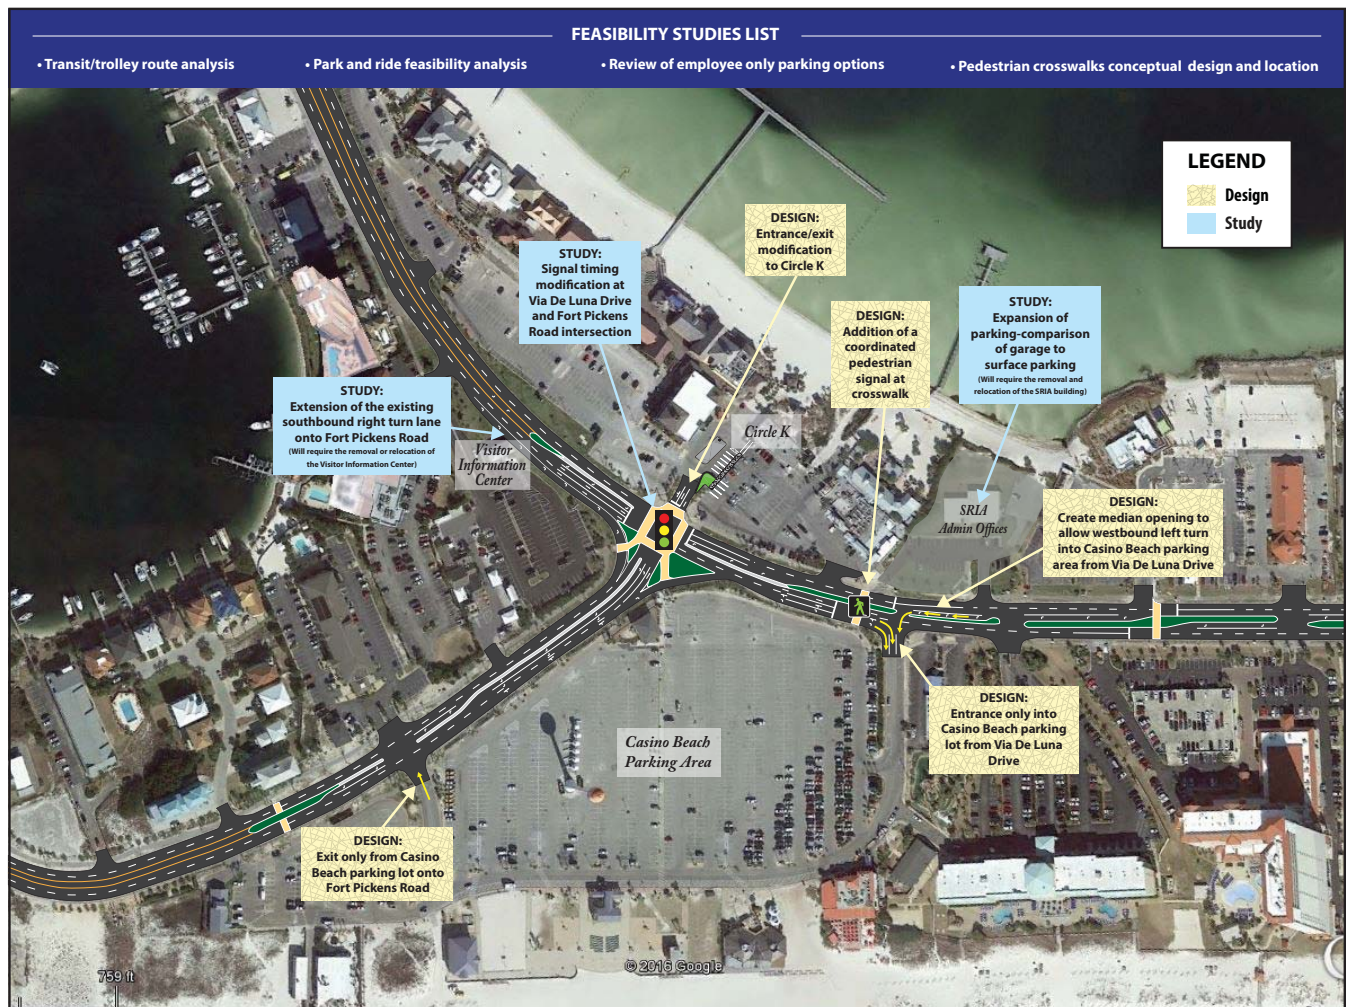 FEASIBILITY STUDIES LIST
• Transit/trolley route analysis
• Park and ride feasibility analysis
• Review of employee only parking options
• Pedestrian crosswalks conceptual design and location
LEGEND
Design
Study
DESIGN:
Entrance/exit
modification
to Circle K
STUDY:
Signal timing
modification at
Via De Luna Drive
and Fort Pickens
Road intersection
DESIGN:
Addition of a
coordinated
pedestrian
signal at
crosswalk
STUDY:
Expansion of
parking-comparison
of garage to
surface parking
(Will require the removal and
relocation of the SRIA building)
STUDY:
Extension of the existing
southbound right turn lane
onto Fort Pickens Road
(Will require the removal or relocation of
the Visitor Information Center)
Visitor
Information
Center
Circle K
SRIA
Admin Offices
DESIGN:
Create median opening to
allow westbound left turn
into Casino Beach parking
area from Via De Luna Drive
DESIGN:
Entrance only into
Casino Beach parking
lot from Via De Luna
Drive
Casino Beach
Parking Area
DESIGN:
Exit only from Casino
Beach parking lot onto
Fort Pickens Road
759 ft
© 2016 Google